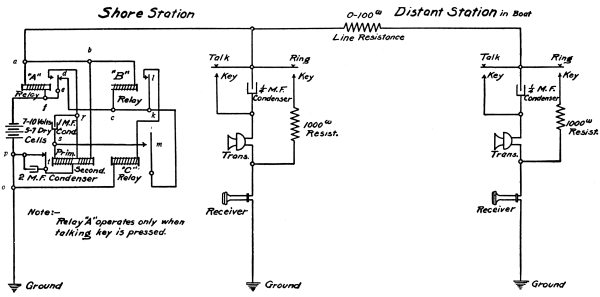 Shore Station
0-100ω
Line Resistance
Distant Station in Boat
a
b
"A"
d
Relay
e
f
"B"
l
Relay
c
k
7-10 Volts
5-7 Dry
Cells
1 M.F.
Cond.
r
s
m
p
Prim.
t
Second.
2 M.F. Condenser
"C"
Relay
o
Note:-
Relay "A" operates only when
talking key is pressed.
Ground
Talk
Ring
Key
Key
½ M.F.
Condenser
1000ω
Resist.
Trans.
Receiver
Ground
Talk
Ring
Key
Key
½ M.F.
Condenser
1000ω
Resist.
Trans.
Receiver
Ground